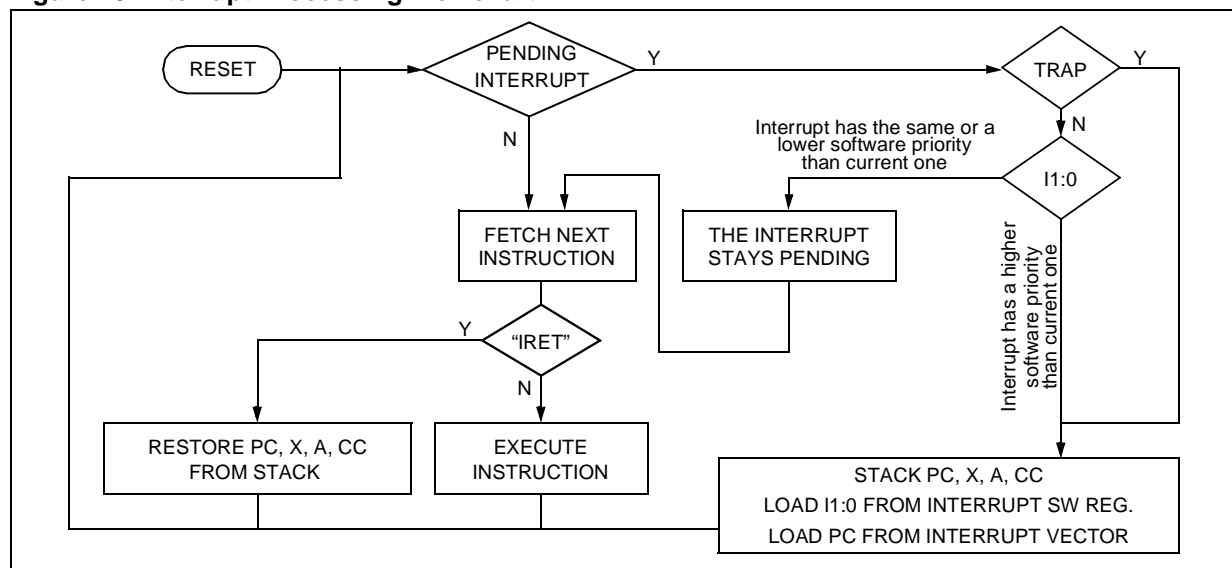 RESET
PENDING
INTERRUPT
Y
TRAP
Y
N
N
Interrupt has the same or a
lower software priority
than current one
I1:0
FETCH NEXT
INSTRUCTION
THE INTERRUPT
STAYS PENDING
Interrupt has a higher
software priority
than current one
Y
“IRET”
N
RESTORE PC, X, A, CC
FROM STACK
EXECUTE
INSTRUCTION
STACK PC, X, A, CC
LOAD I1:0 FROM INTERRUPT SW REG.
LOAD PC FROM INTERRUPT VECTOR